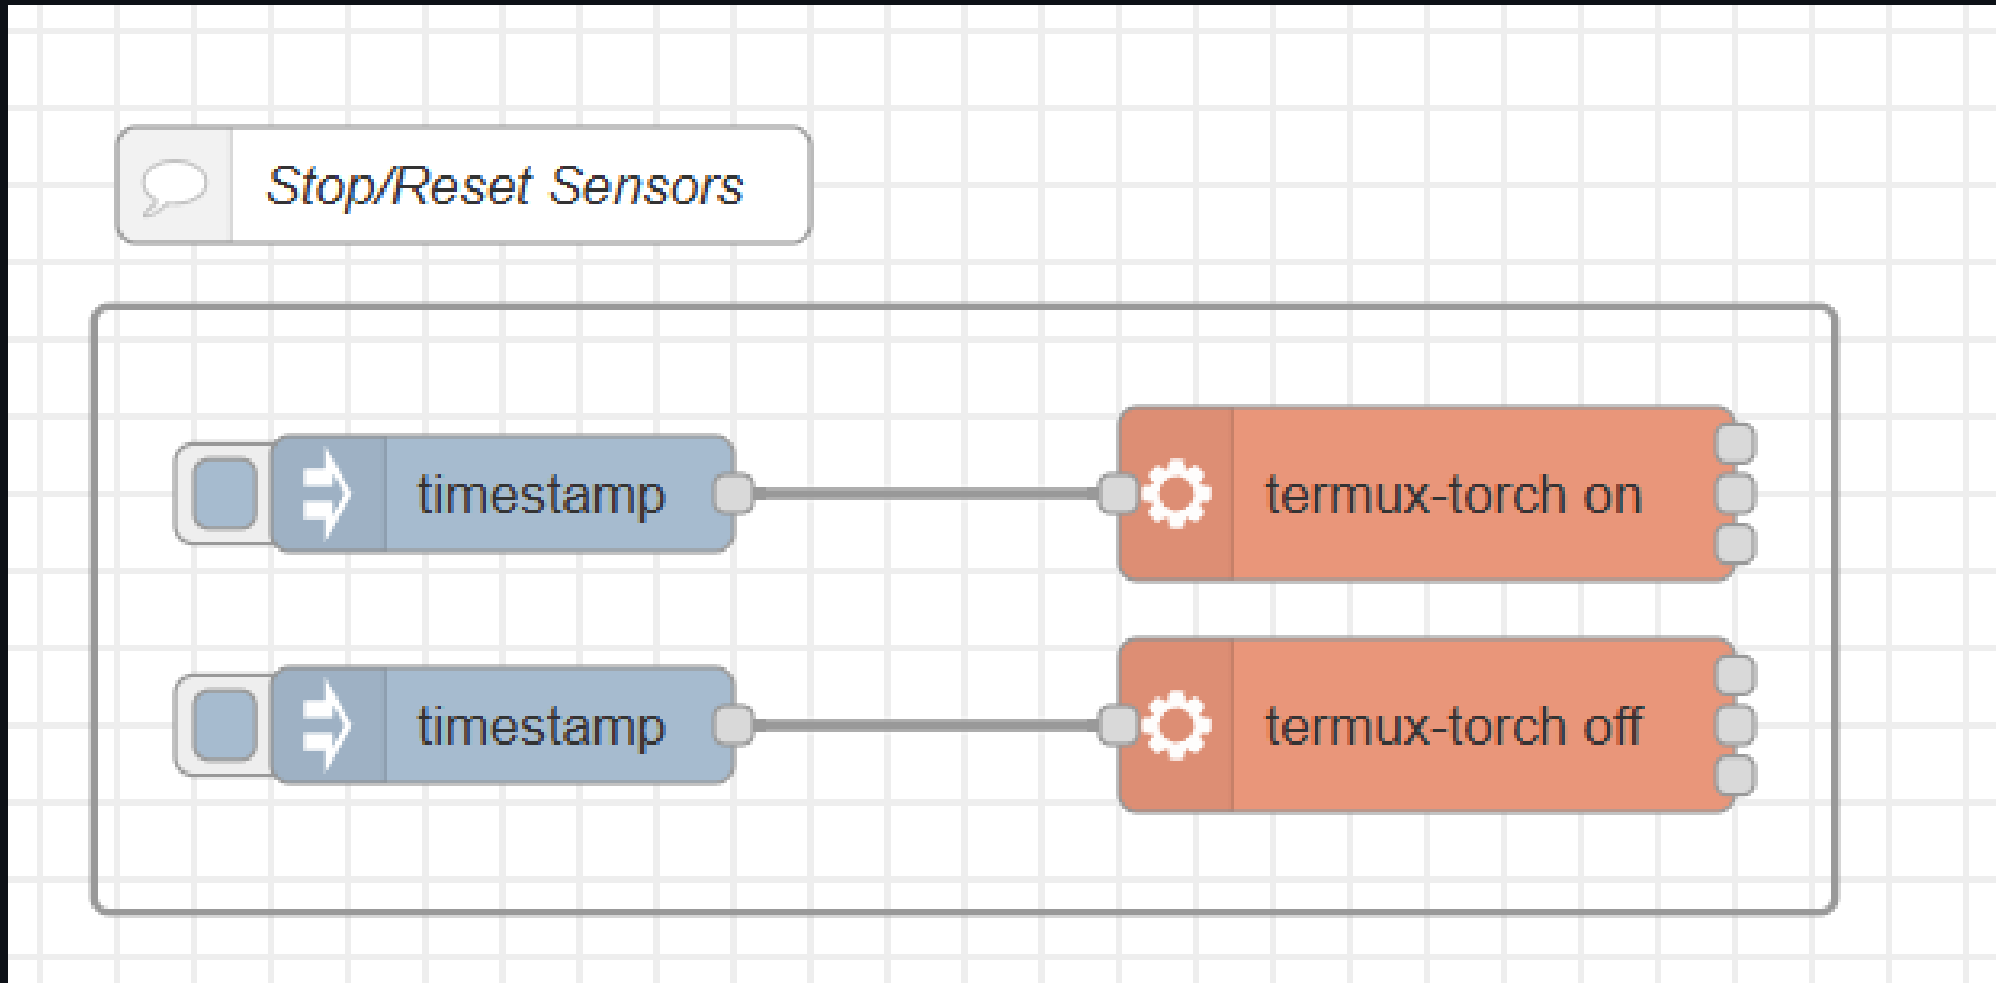 Stop/Reset Sensors
timestamp
termux-torch on
timestamp
termux-torch off